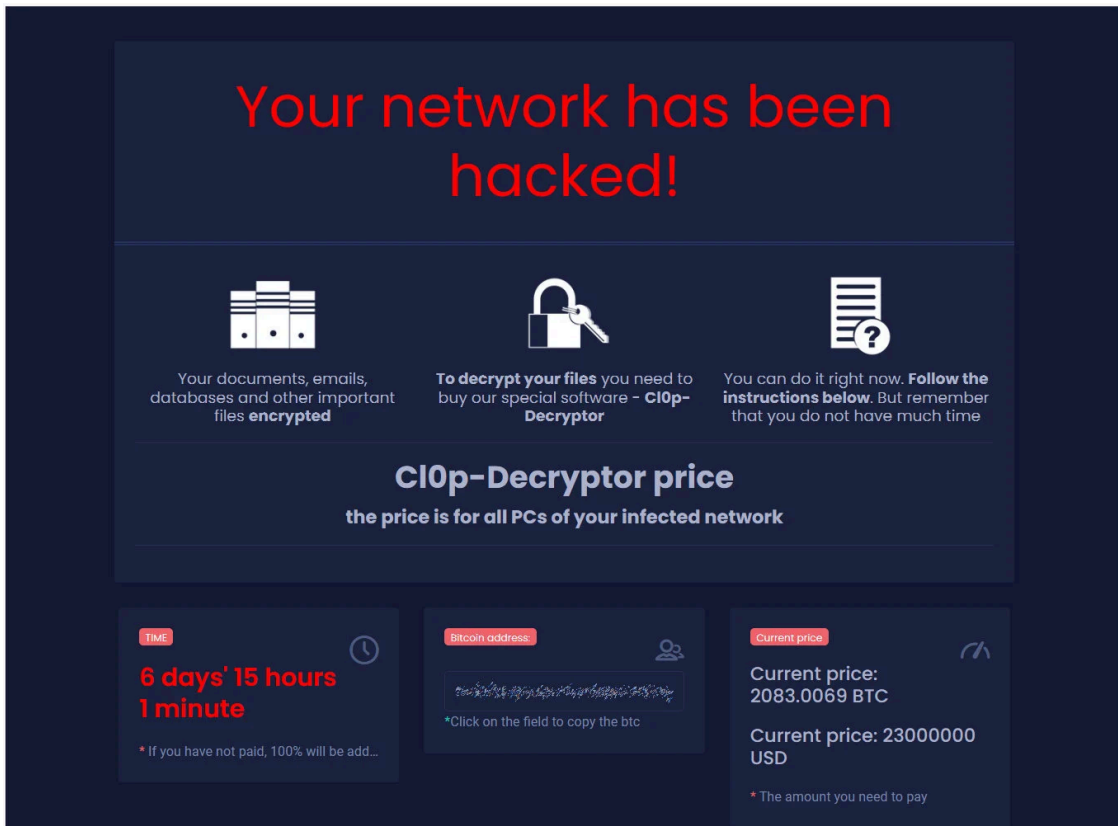 Your network has been
hacked!
Your documents, emails,
databases and other important
files encrypted
To decrypt your files you need to
buy our special software - Cl0p-
Decryptor
You can do it right now. Follow the
instructions below. But remember
that you do not have much time
Cl0p-Decryptor price
the price is for all PCs of your infected network
TIME
6 days' 15 hours
1 minute
* If you have not paid, 100% will be add...
Bitcoin address:
*Click on the field to copy the btc
Current price
Current price:
2083.0069 BTC
Current price: 23000000
USD
* The amount you need to pay